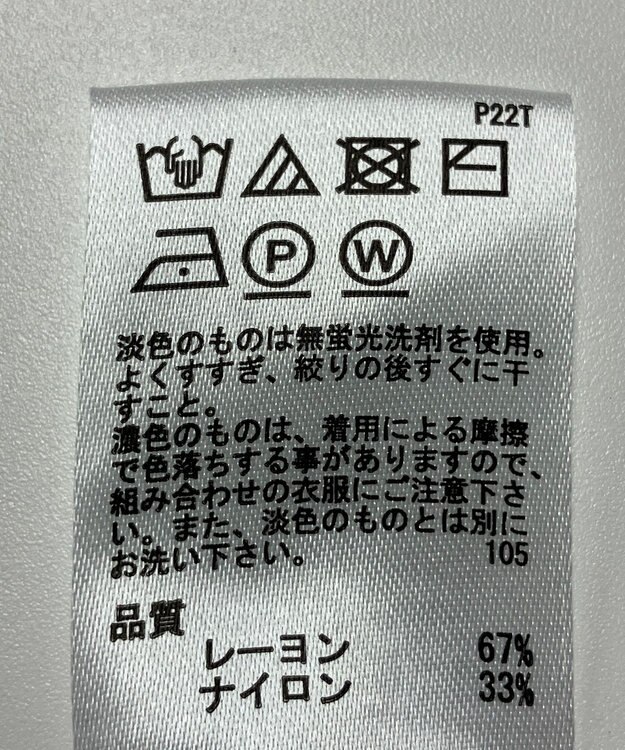 P22T
P W
淡色のものは無蛍光洗剤を使用。
よくすすぎ、絞りの後すぐに干
すこと。
濃色のものは、着用による摩擦
で色落ちする事がありますので、
組み合わせの衣服にご注意下さ
い。また、淡色のものとは別に
お洗い下さい。 105
品質
レーヨン 67%
ナイロン 33%